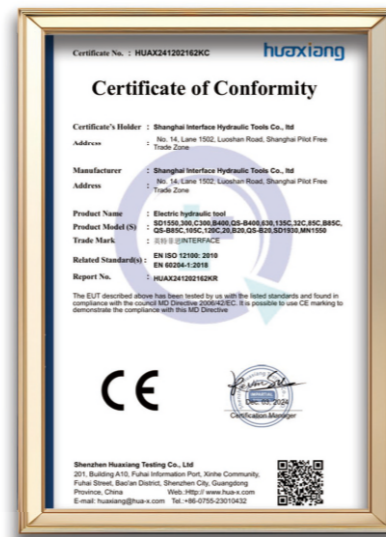 Certificate No. : HUAX241202162KC
huaxiang
Certificate of Conformity
Certificate's Holder : Shanghai Interface Hydraulic Tools Co., ltd
Address : No. 14, Lane 1502, Luoshan Road, Shanghai Pilot Free
Trade Zone
Manufacturer : Shanghai Interface Hydraulic Tools Co., ltd
Address : No. 14, Lane 1502, Luoshan Road, Shanghai Pilot Free
Trade Zone
Product Name : Electric hydraulic tool
Product Model (S) : SD1550,300,C300,B400,QS-B400,630,135C,32C,85C,B85C,
QS-B85C,105C,120C,20,B20,QS-B20,SD1930,MN1550
Trade Mark : INTERFACE
Related Standard(s) : EN ISO 12100: 2010
EN 60204-1:2018
Report No. : HUAX241202162KR
The EUT described above has been tested by us with the listed standards and found in
compliance with the council MD Directive 2006/42/EC. It is possible to use CE marking to
demonstrate the compliance with this MD Directive
CE
Dec. 03, 2024
Certification Manager
Shenzhen Huaxiang Testing Co., Ltd
201, Building A10, Fuhai Information Port, Xinhe Community,
Fuhai Street, Bao'an District, Shenzhen City, Guangdong
Province, China Web.:Http:// www.hua-x.com
E-mail: huaxiang@hua-x.com Tel.:+86-0755-23010432